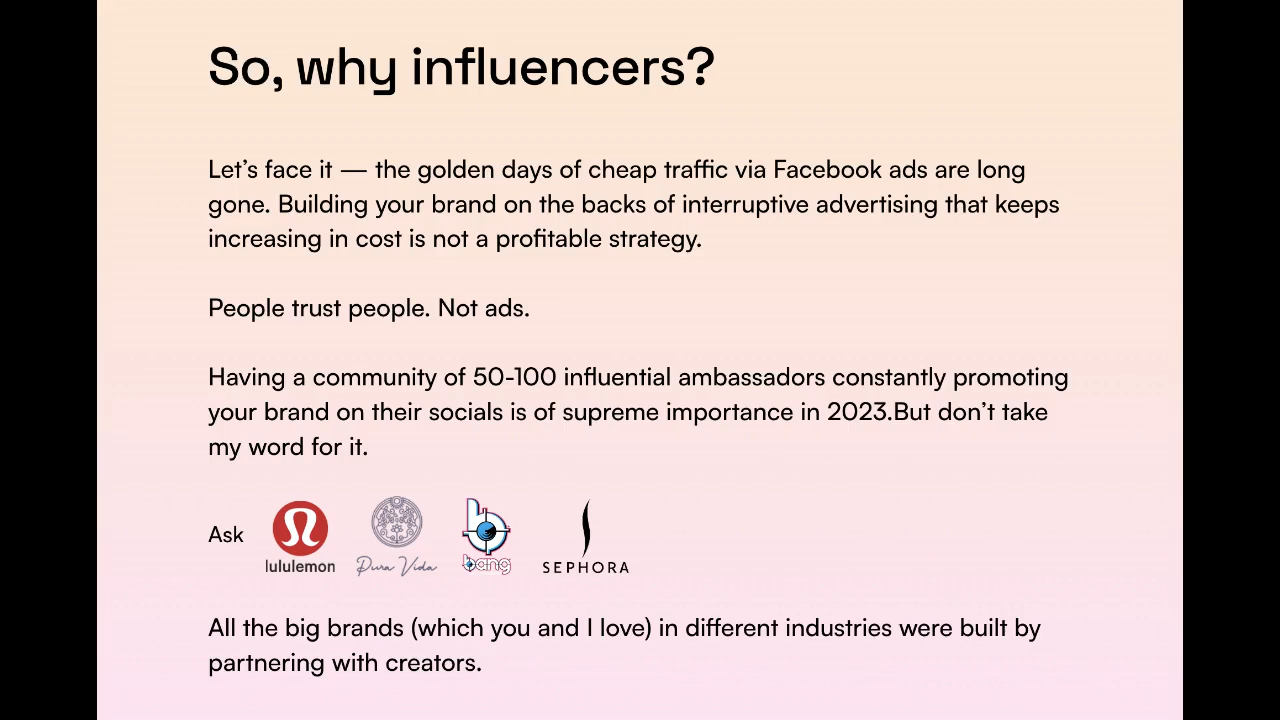 So, why influencers?
Let’s face it — the golden days of cheap traffic via Facebook ads are long
gone. Building your brand on the backs of interruptive advertising that keeps
increasing in cost is not a profitable strategy.
People trust people. Not ads.
Having a community of 50-100 influential ambassadors constantly promoting
your brand on their socials is of supreme importance in 2023.But don’t take
my word for it.
Ask
lululemon
Pura Vida
bang
SEPHORA
All the big brands (which you and I love) in different industries were built by
partnering with creators.